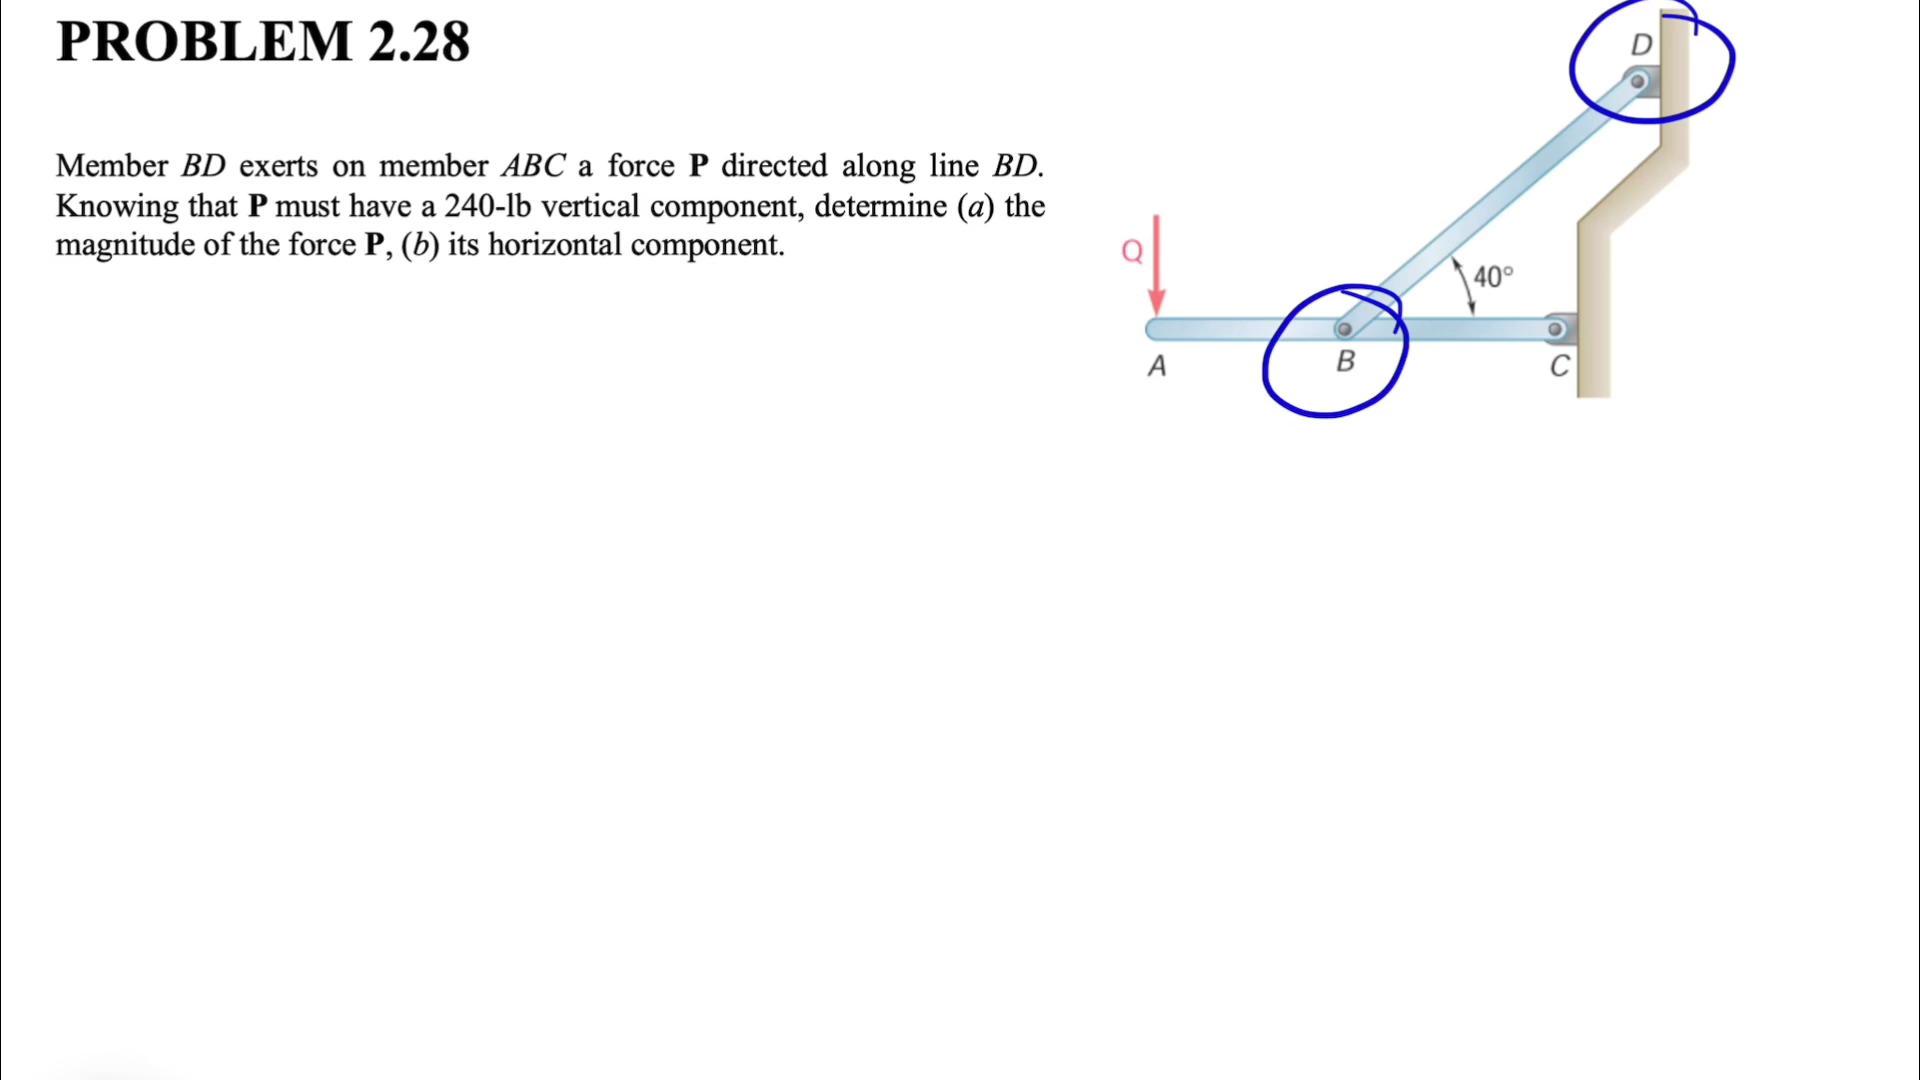 PROBLEM 2.28
Member BD exerts on member ABC a force P directed along line BD.
Knowing that P must have a 240-lb vertical component, determine (a) the
magnitude of the force P, (b) its horizontal component.
D
Q
40°
A
B
C